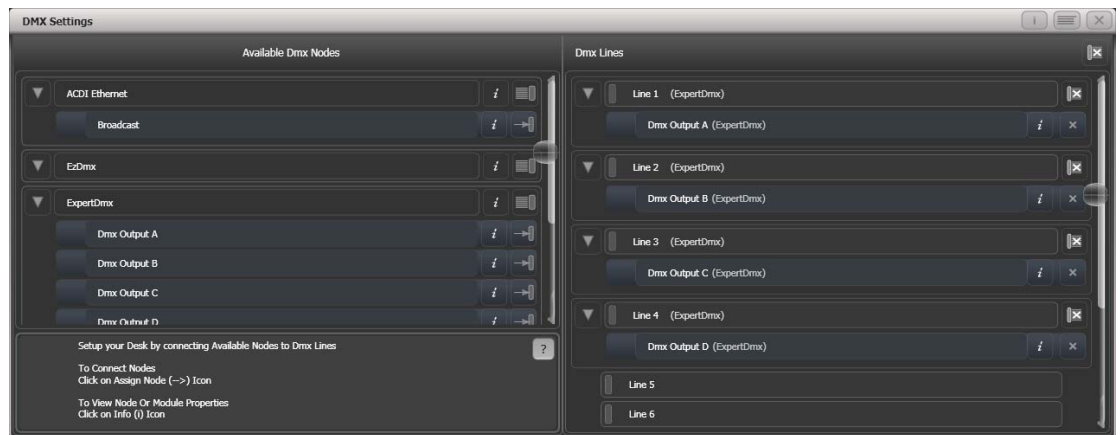 DMX Settings
Available Dmx Nodes
ACDI Ethernet
Broadcast
EzDmx
ExpertDmx
Dmx Output A
Dmx Output B
Dmx Output C
Dmx Output D
Setup your Desk by connecting Available Nodes to Dmx Lines
To Connect Nodes
Click on Assign Node (-->) Icon
To View Node Or Module Properties
Click on Info (i) Icon
?
Dmx Lines
Line 1 (ExpertDmx)
Dmx Output A (ExpertDmx)
Line 2 (ExpertDmx)
Dmx Output B (ExpertDmx)
Line 3 (ExpertDmx)
Dmx Output C (ExpertDmx)
Line 4 (ExpertDmx)
Dmx Output D (ExpertDmx)
Line 5
Line 6